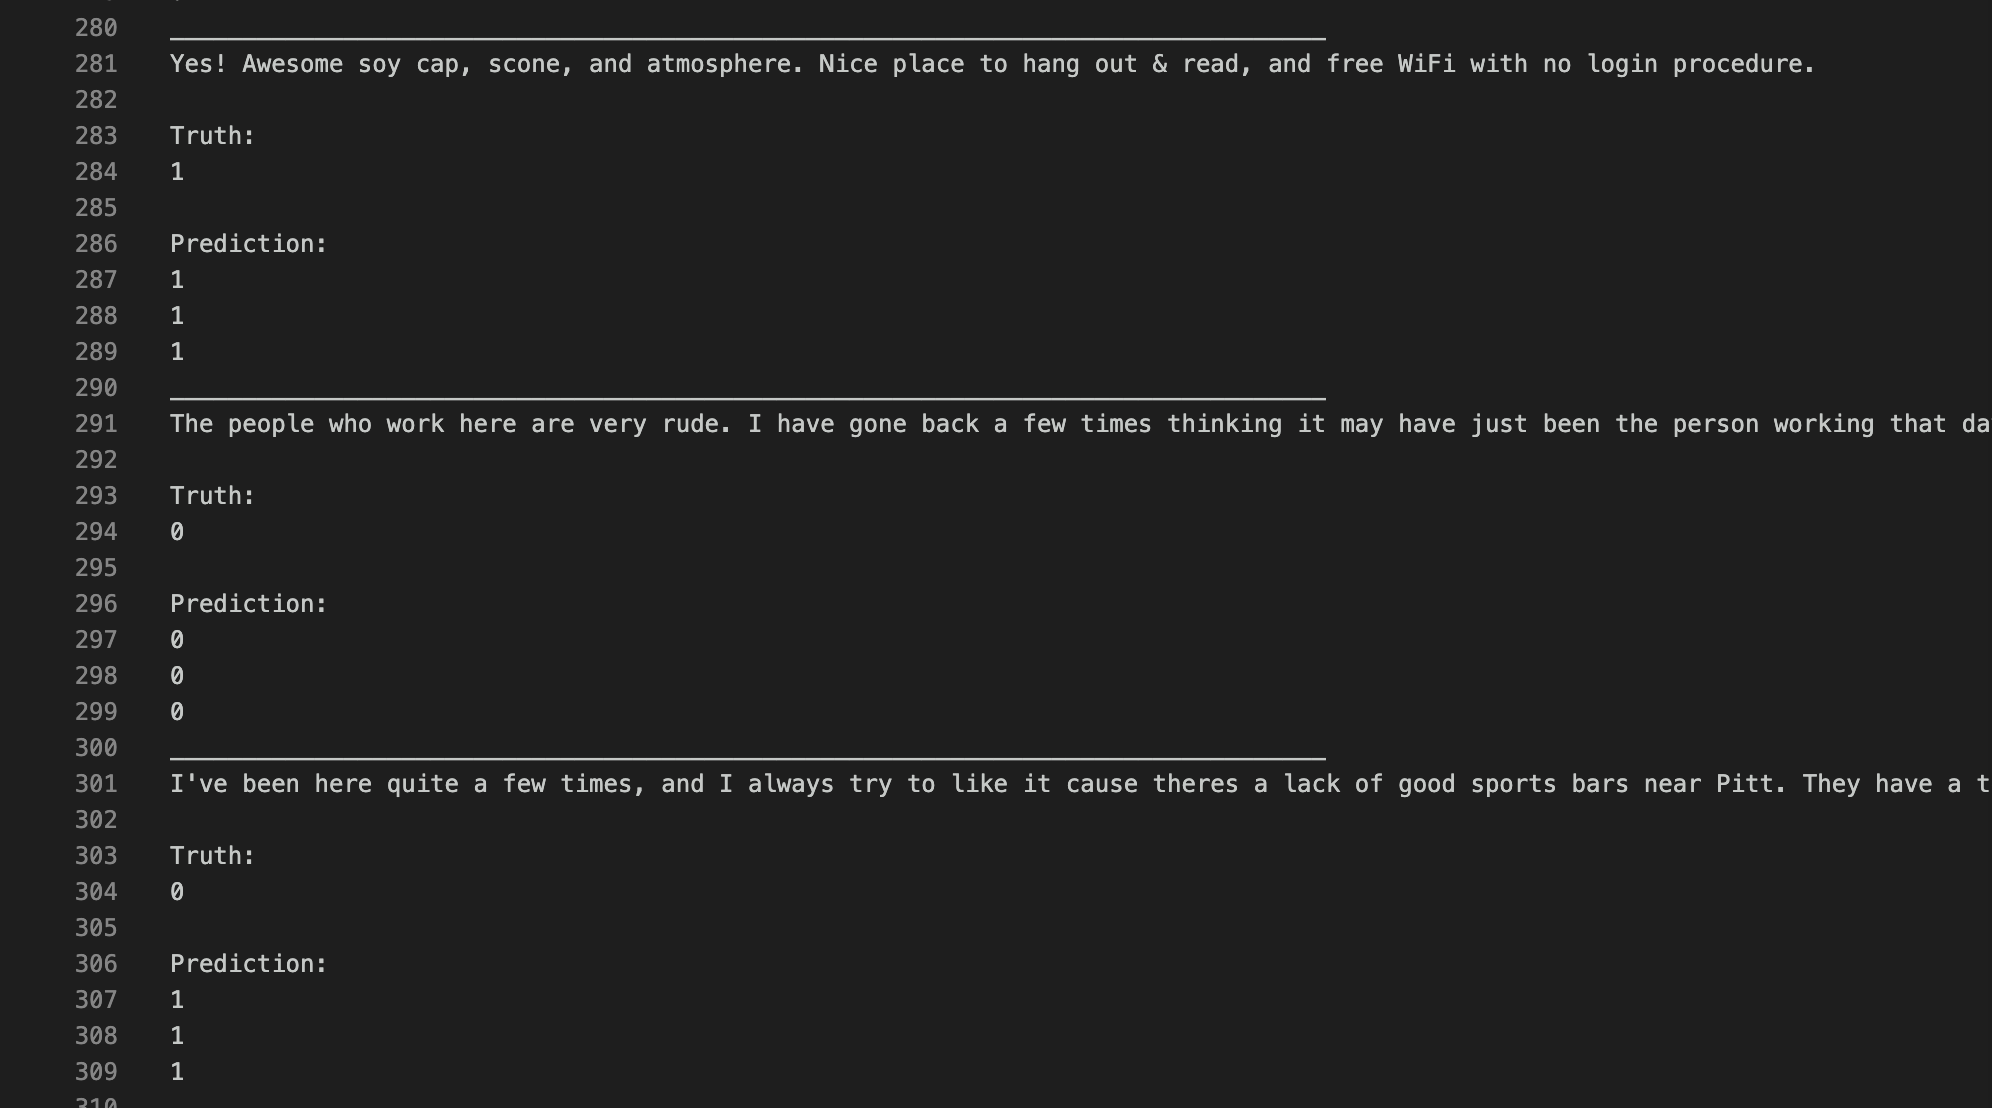 280 ________________________________________________________________________________
281 Yes! Awesome soy cap, scone, and atmosphere. Nice place to hang out & read, and free WiFi with no login procedure.
282
283 Truth:
284 1
285
286 Prediction:
287 1
288 1
289 1
290 ________________________________________________________________________________
291 The people who work here are very rude. I have gone back a few times thinking it may have just been the person working that
292
293 Truth:
294 0
295
296 Prediction:
297 0
298 0
299 0
300 ________________________________________________________________________________
301 I've been here quite a few times, and I always try to like it cause theres a lack of good sports bars near Pitt. They have a
302
303 Truth:
304 0
305
306 Prediction:
307 1
308 1
309 1
310